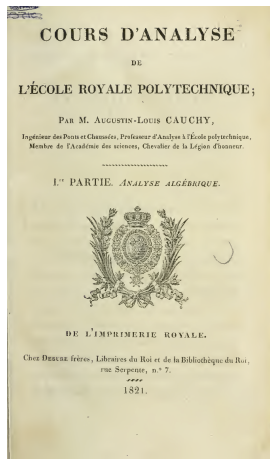 COURS D'ANALYSE
DE
L'ÉCOLE ROYALE POLYTECHNIQUE;
PAR M. AUGUSTIN-LOUIS CAUCHY,
Ingénieur des Ponts et Chaussées, Professeur d'Analyse à l'École polytechnique,
Membre de l'Académie des sciences, Chevalier de la Légion d'honneur.
I.re PARTIE. ANALYSE ALGÉBRIQUE.
DE L'IMPRIMERIE ROYALE.
Chez DEBURE frères, Libraires du Roi et de la Bibliothèque du Roi,
rue Serpente, n.° 7.
1821.